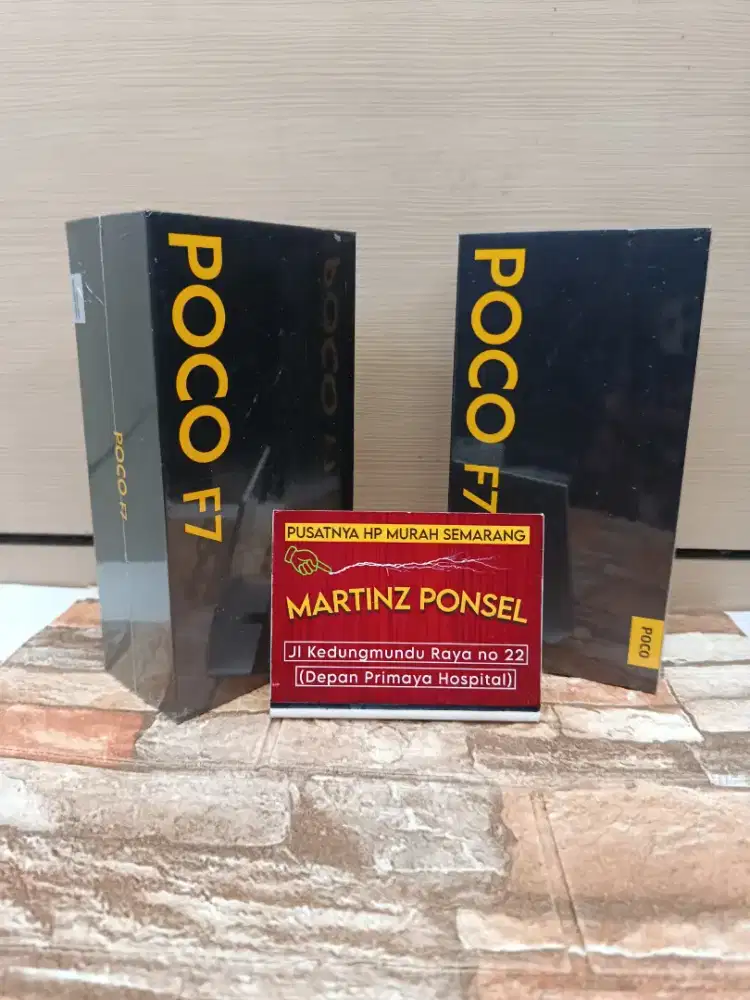 POCO F7
POCO F7
POCO F7
POCO
PUSATNYA HP MURAH SEMARANG
MARTINZ PONSEL
Jl Kedungmundu Raya no 22
(Depan Primaya Hospital)